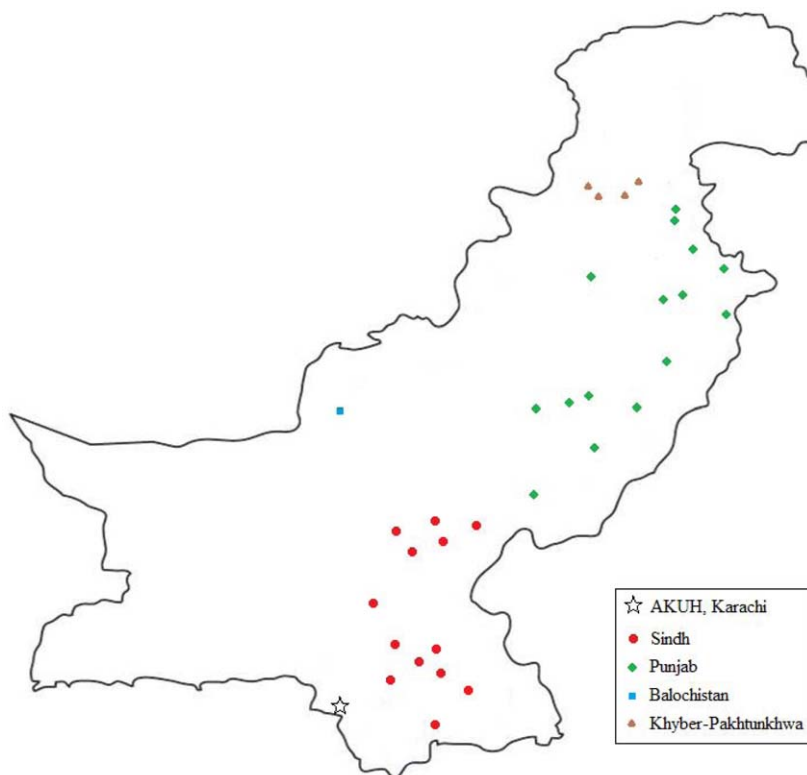 AKUH, Karachi
Sindh
Punjab
Balochistan
Khyber-Pakhtunkhwa